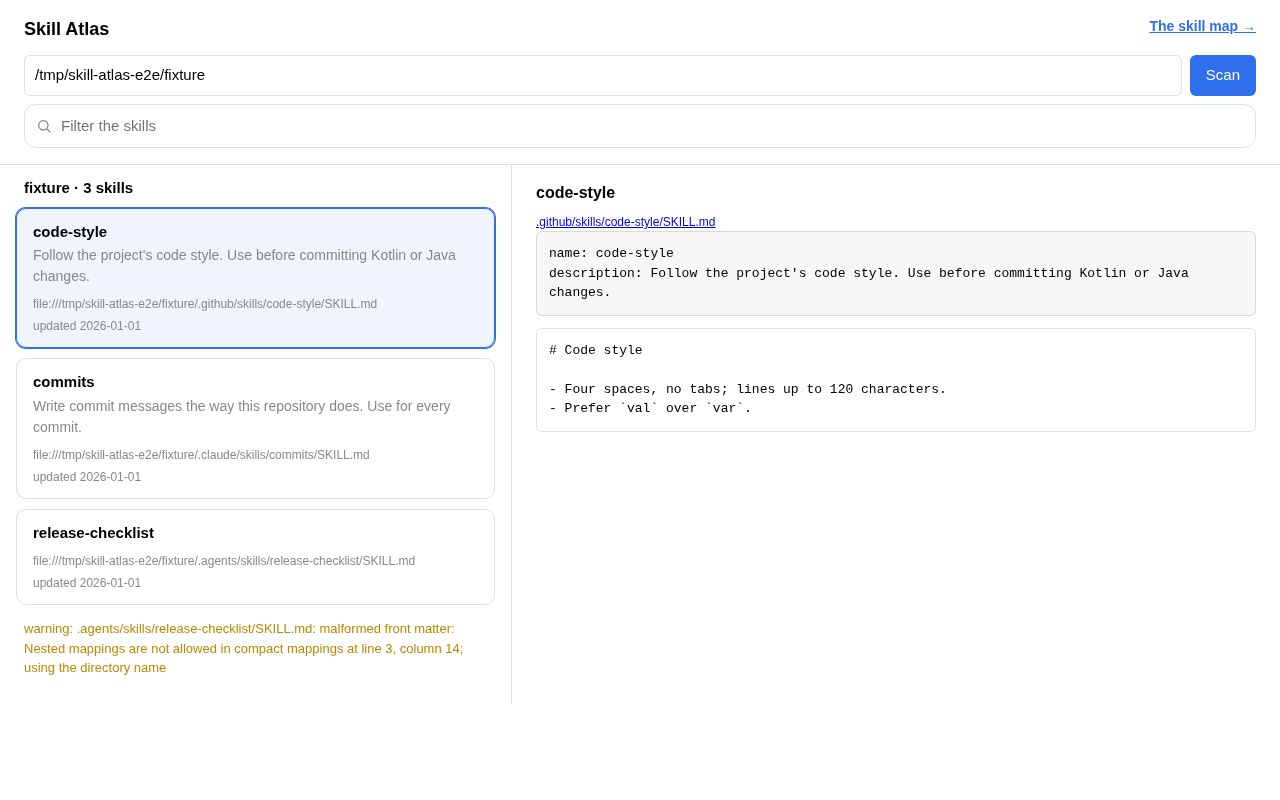 Skill Atlas
The skill map →
/tmp/skill-atlas-e2e/fixture
Scan
Filter the skills
fixture · 3 skills
code-style
Follow the project's code style. Use before committing Kotlin or Java
changes.
file:///tmp/skill-atlas-e2e/fixture/.github/skills/code-style/SKILL.md
updated 2026-01-01
commits
Write commit messages the way this repository does. Use for every
commit.
file:///tmp/skill-atlas-e2e/fixture/.claude/skills/commits/SKILL.md
updated 2026-01-01
release-checklist
file:///tmp/skill-atlas-e2e/fixture/.agents/skills/release-checklist/SKILL.md
updated 2026-01-01
warning: .agents/skills/release-checklist/SKILL.md: malformed front matter:
Nested mappings are not allowed in compact mappings at line 3, column 14;
using the directory name
code-style
.github/skills/code-style/SKILL.md
name: code-style
description: Follow the project's code style. Use before committing Kotlin or Java
changes.
# Code style
- Four spaces, no tabs; lines up to 120 characters.
- Prefer `val` over `var`.